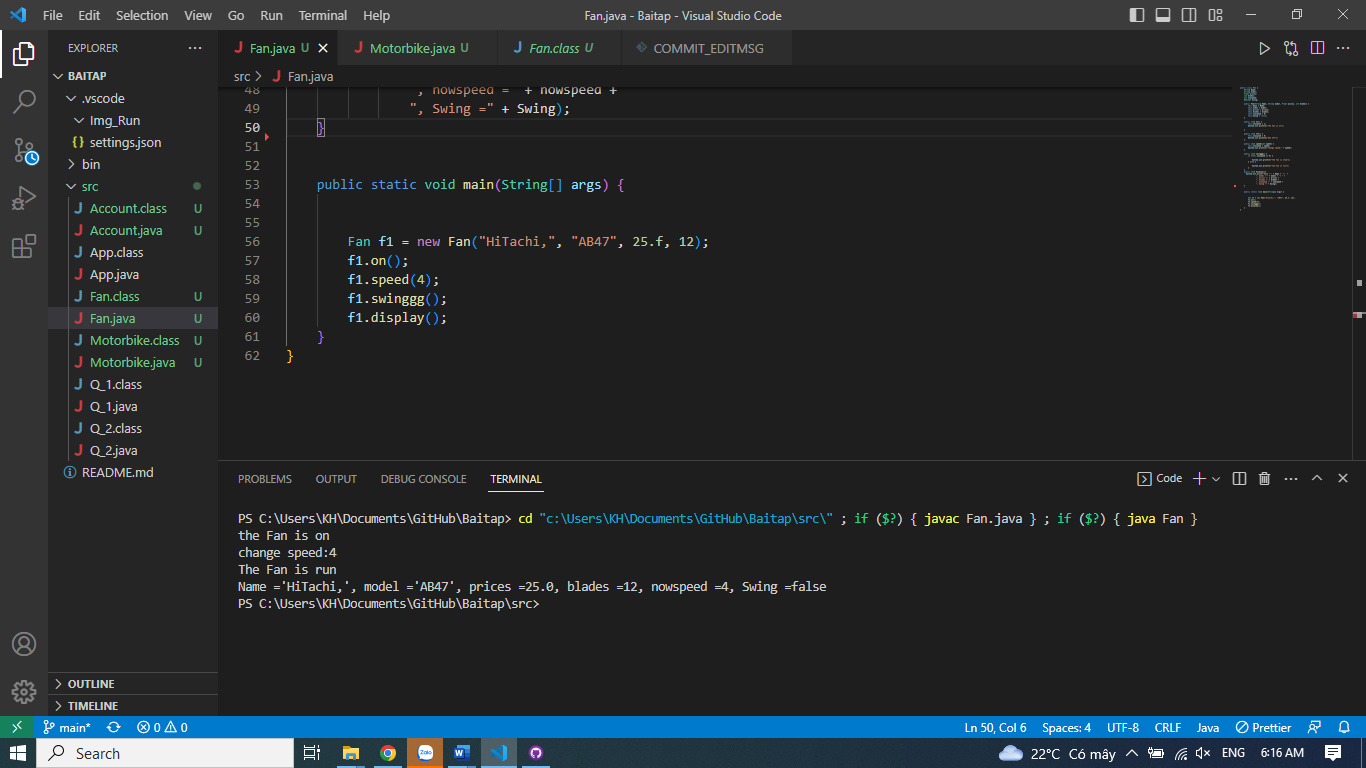 File Edit Selection View Go Run Terminal Help Fan.java - Baitap - Visual Studio Code
EXPLORER
BAITAP
.vscode
Img_Run
{} settings.json
bin
src
J Account.class U
J Account.java U
J App.class
J App.java
J Fan.class U
J Fan.java U
J Motorbike.class U
J Motorbike.java U
J Q_1.class
J Q_1.java
J Q_2.class
J Q_2.java
README.md
OUTLINE
TIMELINE
J Fan.java U J Motorbike.java U J Fan.class U COMMIT_EDITMSG
src > J Fan.java
48 ", nowspeed =" + nowspeed +
49 ", Swing =" + Swing);
50 }
51
52
53 public static void main(String[] args) {
54
55
56 Fan f1 = new Fan("HiTachi,", "AB47", 25.f, 12);
57 f1.on();
58 f1.speed(4);
59 f1.swinggg();
60 f1.display();
61 }
62 }
PROBLEMS OUTPUT DEBUG CONSOLE TERMINAL Code
PS C:\Users\KH\Documents\GitHub\Baitap> cd "c:\Users\KH\Documents\GitHub\Baitap\src\" ; if ($?) { javac Fan.java } ; if ($?) { java Fan }
the Fan is on
change speed:4
The Fan is run
Name ='HiTachi,', model ='AB47', prices =25.0, blades =12, nowspeed =4, Swing =false
PS C:\Users\KH\Documents\GitHub\Baitap\src>
main* 0 0 Ln 50, Col 6 Spaces: 4 UTF-8 CRLF Java Prettier
Search Zalo 22°C Có mây ENG 6:16 AM